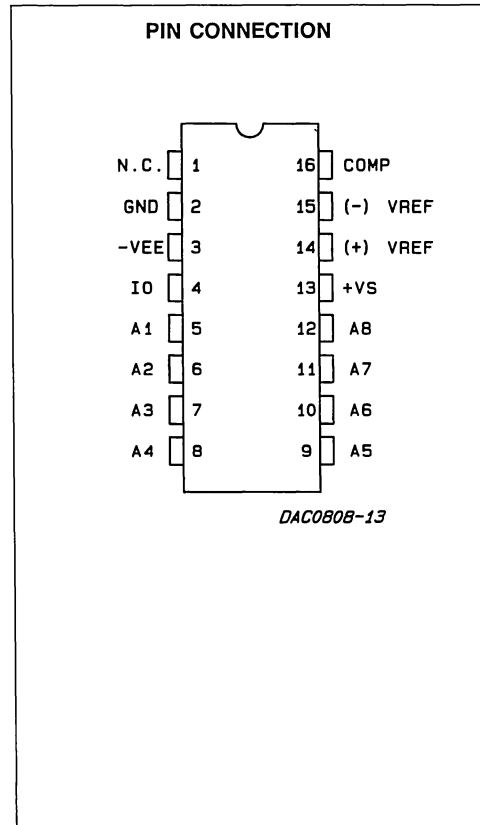 PIN CONNECTION
N.C. 1 16 COMP
GND 2 15 (-) VREF
-VEE 3 14 (+) VREF
IO 4 13 +VS
A1 5 12 A8
A2 6 11 A7
A3 7 10 A6
A4 8 9 A5
DAC0808-13